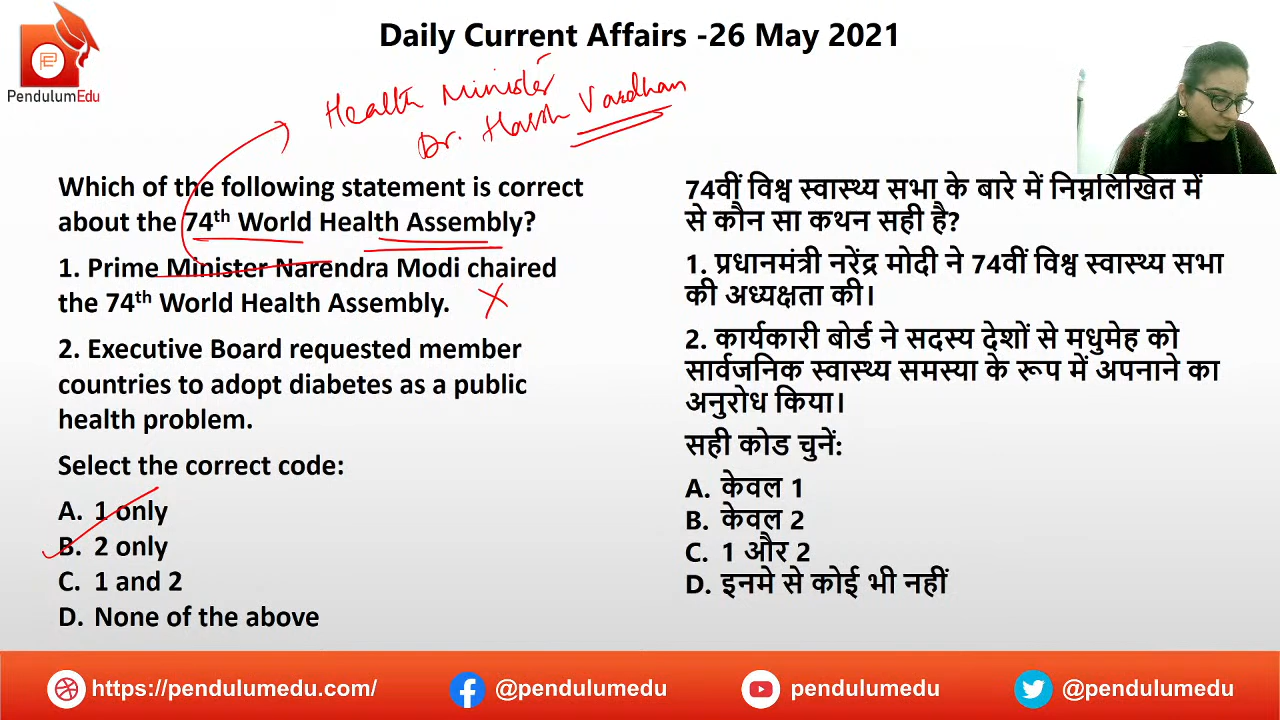 Daily Current Affairs -26 May 2021
PendulumEdu
Health Minister
Dr. Harsh Vardhan
Which of the following statement is correct
about the 74th World Health Assembly?
1. Prime Minister Narendra Modi chaired
the 74th World Health Assembly.
2. Executive Board requested member
countries to adopt diabetes as a public
health problem.
Select the correct code:
A. 1 only
B. 2 only
C. 1 and 2
D. None of the above
74वीं विश्व स्वास्थ्य सभा के बारे में निम्नलिखित में
से कौन सा कथन सही है?
1. प्रधानमंत्री नरेंद्र मोदी ने 74वीं विश्व स्वास्थ्य सभा
की अध्यक्षता की।
2. कार्यकारी बोर्ड ने सदस्य देशों से मधुमेह को
सार्वजनिक स्वास्थ्य समस्या के रूप में अपनाने का
अनुरोध किया।
सही कोड चुनें:
A. केवल 1
B. केवल 2
C. 1 और 2
D. इनमे से कोई भी नहीं
https://pendulumedu.com/
@pendulumedu
pendulumedu
@pendulumedu